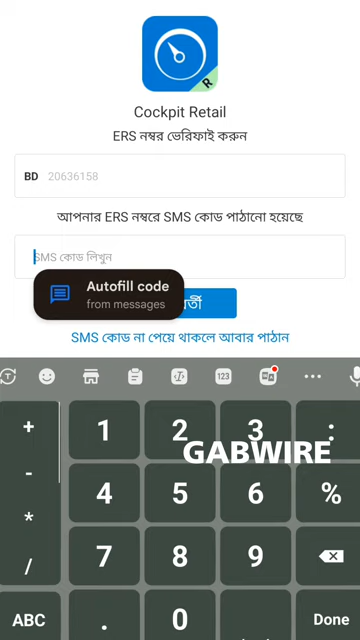 R
Cockpit Retail
ERS নম্বর ভেরিফাই করুন
BD 20636158
আপনার ERS নম্বরে SMS কোড পাঠানো হয়েছে
SMS কোড লিখুন
Autofill code
from messages
SMS কোড না পেয়ে থাকলে আবার পাঠান
T
123
+ 1 2 3 :
GABWIRE
- 4 5 6 %
* 7 8 9
/
ABC . 0 Done